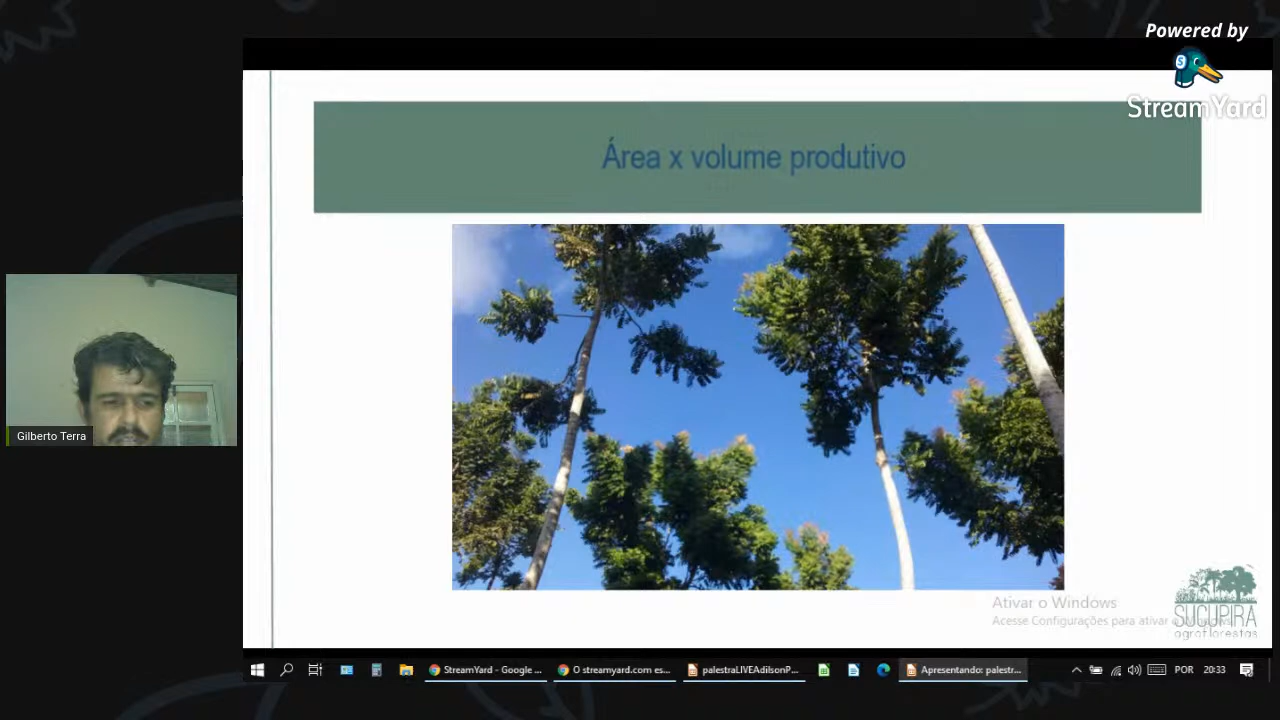 Powered by
StreamYard
Área x volume produtivo
Gilberto Terra
Ativar o Windows
Acesse Configurações para ativar o Windows.
SUCUPIRA
agroflorestas
StreamYard - Google ...
O streamyard.com es...
palestraLIVEAdilsonP...
Apresentando: palestr...
POR
20:33